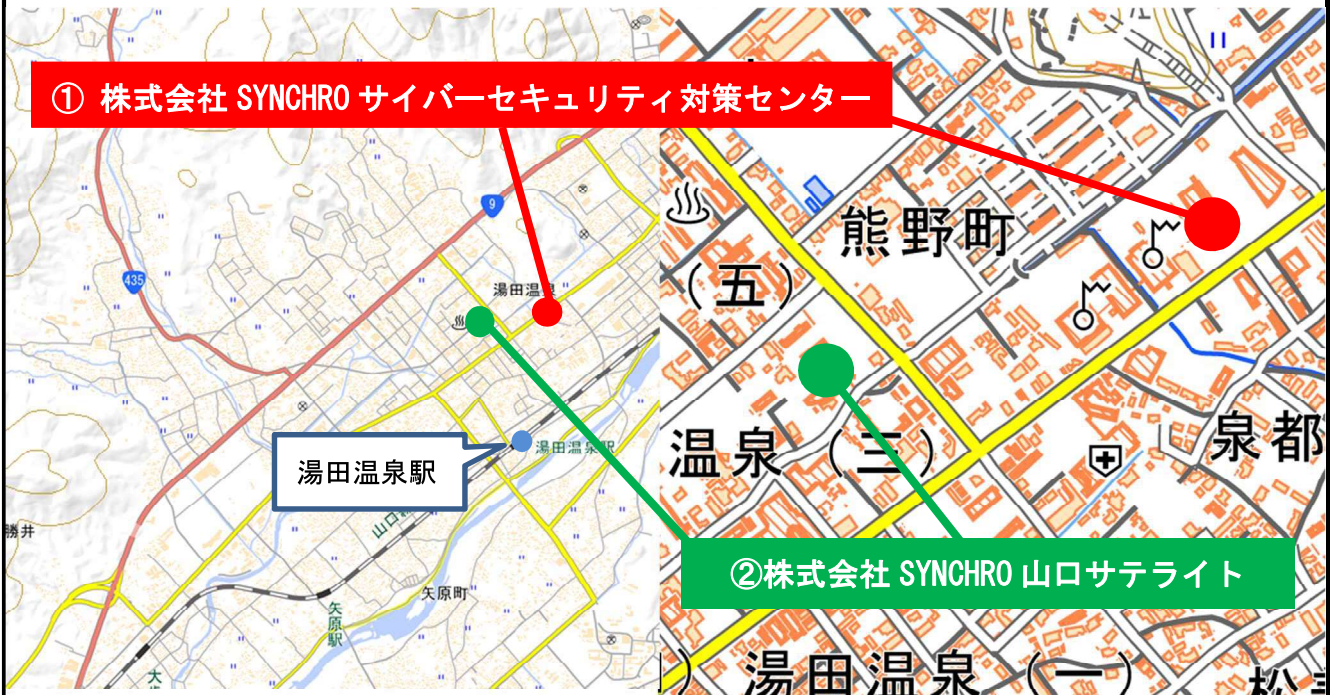 ① 株式会社 SYNCHRO サイバーセキュリティ対策センター
9
435
熊野町
湯田温泉
(五)
湯田温泉駅
湯田温泉駅
温泉(三)
泉都
勝井
②株式会社 SYNCHRO 山口サテライト
矢原町
矢原駅
湯田温泉(一)